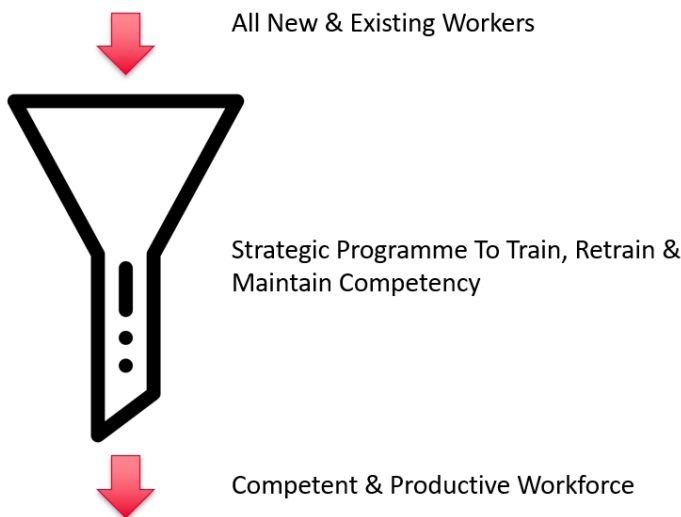 All New & Existing Workers
Strategic Programme To Train, Retrain &
Maintain Competency
Competent & Productive Workforce